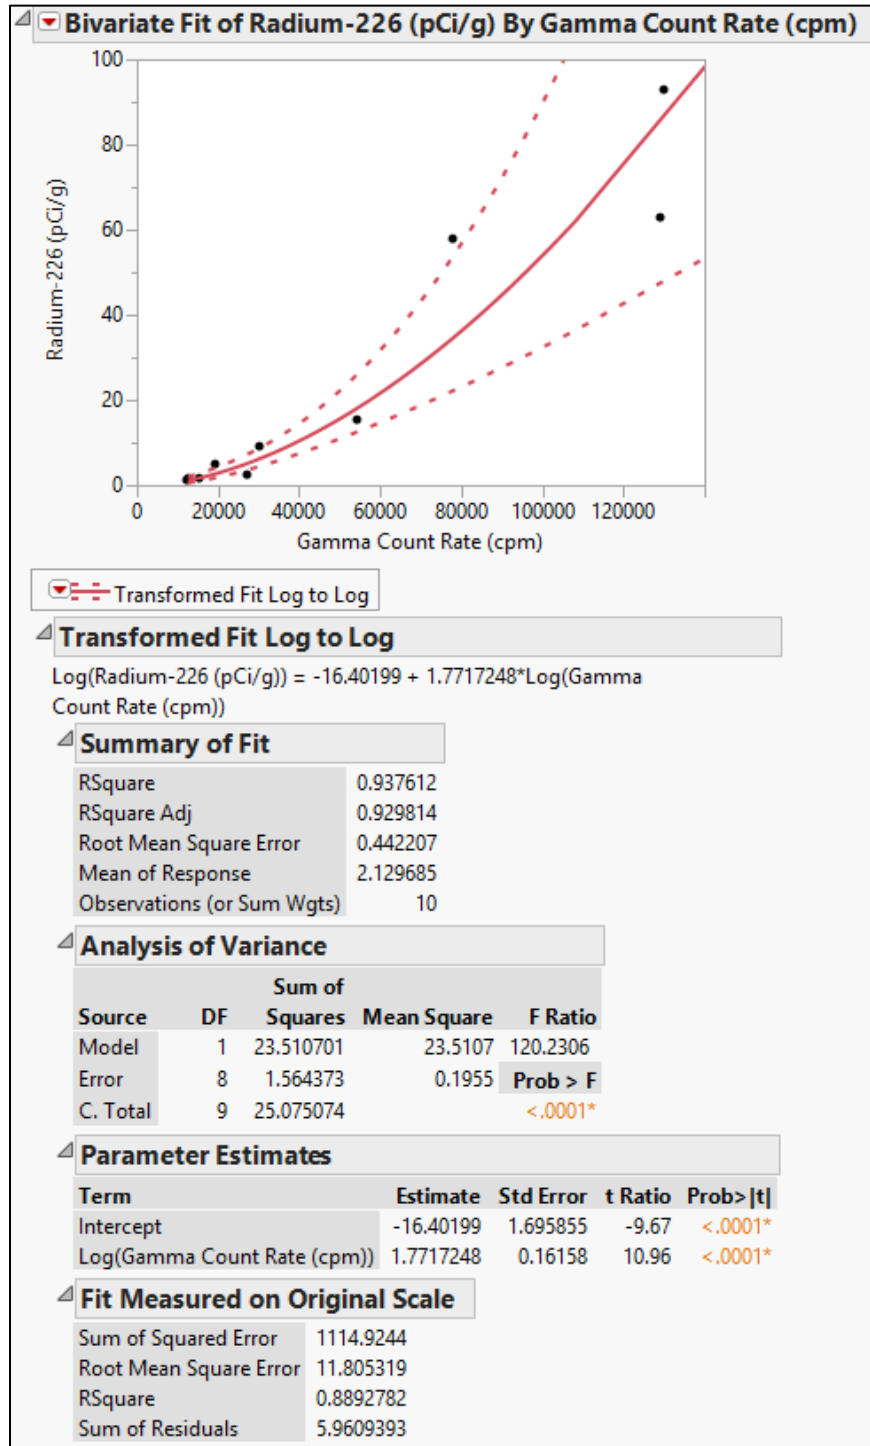 Bivariate Fit of Radium-226 (pCi/g) By Gamma Count Rate (cpm)
100
80
60
40
20
0
Radium-226 (pCi/g)
0 20000 40000 60000 80000 100000 120000
Gamma Count Rate (cpm)
Transformed Fit Log to Log
Transformed Fit Log to Log
Log(Radium-226 (pCi/g)) = -16.40199 + 1.7717248*Log(Gamma
Count Rate (cpm))
Summary of Fit
RSquare 0.937612
RSquare Adj 0.929814
Root Mean Square Error 0.442207
Mean of Response 2.129685
Observations (or Sum Wgts) 10
Analysis of Variance
Sum of
Source DF Squares Mean Square F Ratio
Model 1 23.510701 23.5107 120.2306
Error 8 1.564373 0.1955 Prob > F
C. Total 9 25.075074 <.0001*
Parameter Estimates
Term Estimate Std Error t Ratio Prob>|t|
Intercept -16.40199 1.695855 -9.67 <.0001*
Log(Gamma Count Rate (cpm)) 1.7717248 0.16158 10.96 <.0001*
Fit Measured on Original Scale
Sum of Squared Error 1114.9244
Root Mean Square Error 11.805319
RSquare 0.8892782
Sum of Residuals 5.9609393